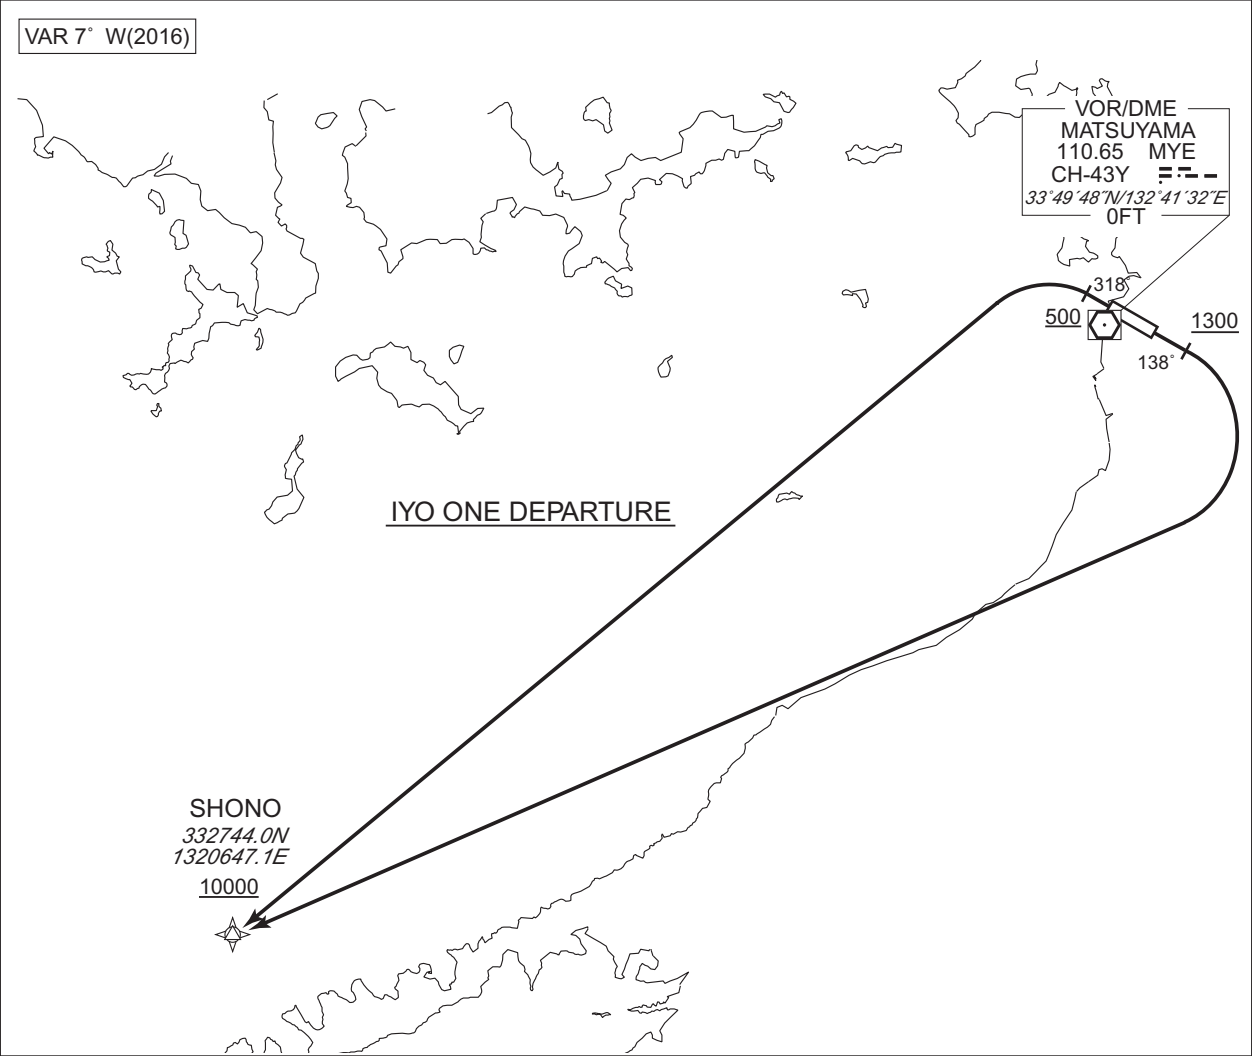 VAR 7° W(2016)
VOR/DME
MATSUYAMA
110.65 MYE
CH-43Y
33°49´48˝N/132°41´32˝E
0FT
318°
500
1300
138°
IYO ONE DEPARTURE
SHONO
332744.0N
1320647.1E
10000